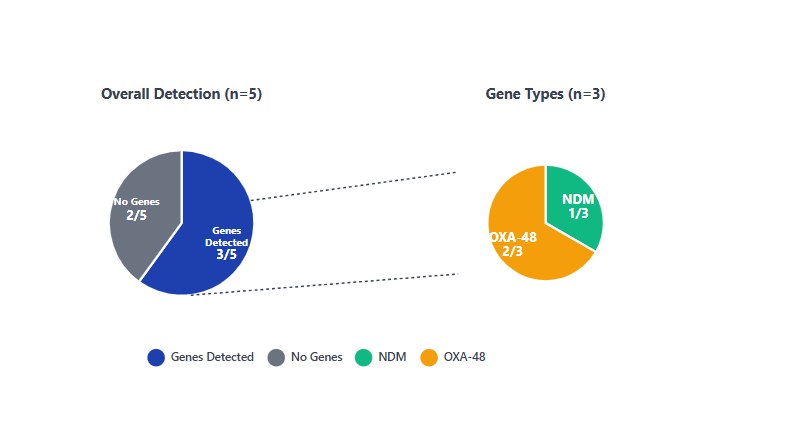 Overall Detection (n=5)
Gene Types (n=3)
No Genes
2/5
Genes
Detected
3/5
NDM
1/3
OXA-48
2/3
Genes Detected
No Genes
NDM
OXA-48